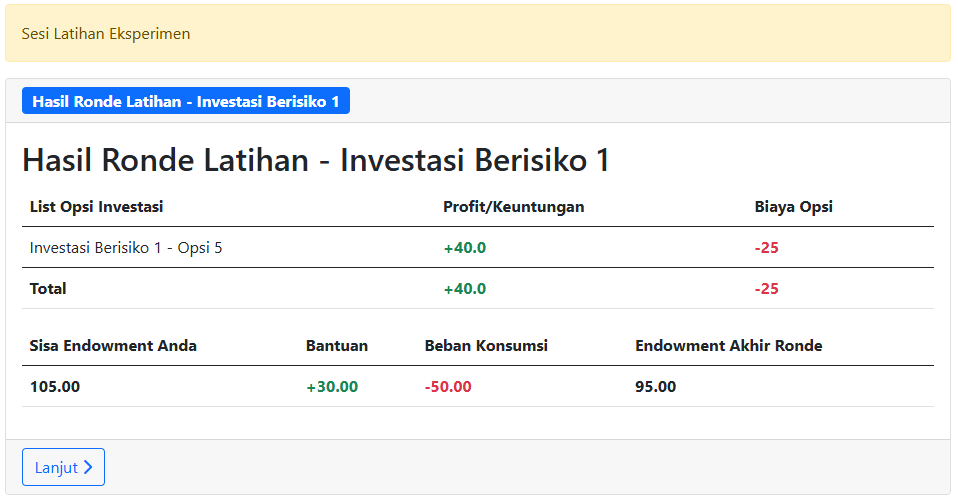 Sesi Latihan Eksperimen
Hasil Ronde Latihan - Investasi Berisiko 1
Hasil Ronde Latihan - Investasi Berisiko 1
List Opsi Investasi Profit/Keuntungan Biaya Opsi
Investasi Berisiko 1 - Opsi 5 +40.0 -25
Total +40.0 -25
Sisa Endowment Anda Bantuan Beban Konsumsi Endowment Akhir Ronde
105.00 +30.00 -50.00 95.00
Lanjut